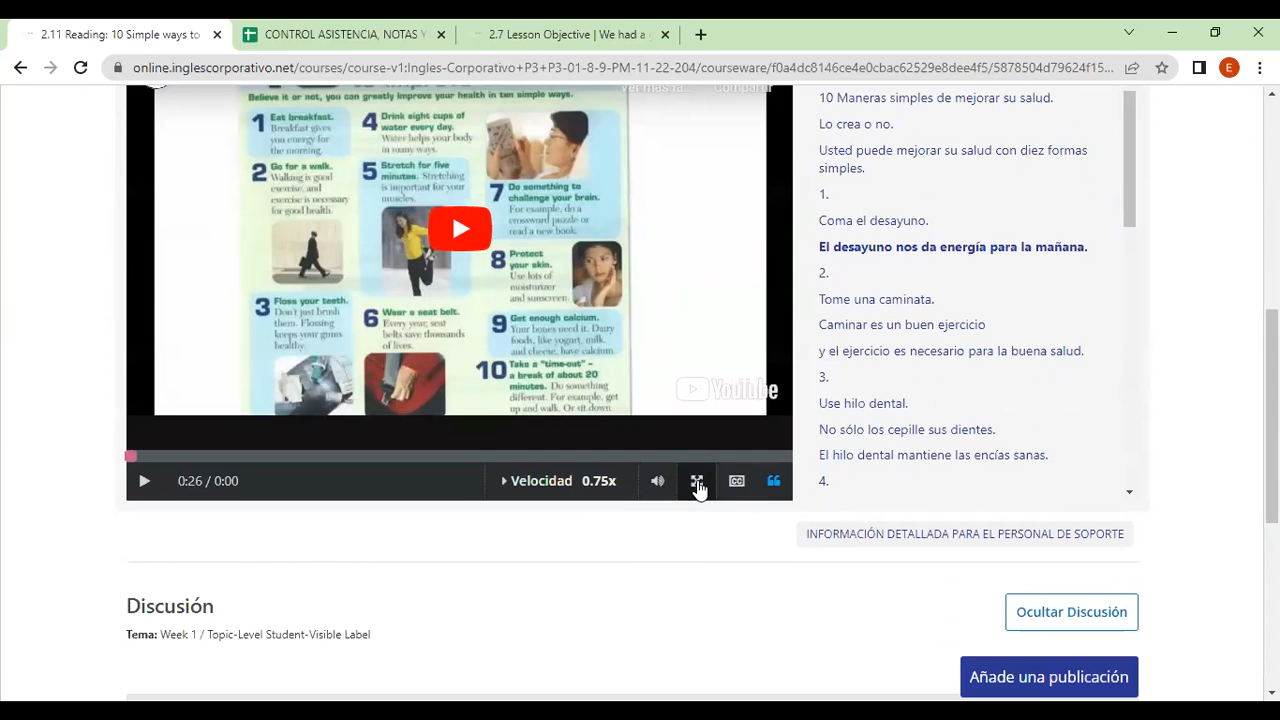 2.11 Reading: 10 Simple ways to
CONTROL ASISTENCIA, NOTAS Y
2.7 Lesson Objective | We had a g
online.inglescorporativo.net/courses/course-v1:Ingles-Corporativo+P3+P3-01-8-9-PM-11-22-204/courseware/f0a4dc8146ce4e0cbac62529e8ded4f5/5878504d79624f15...
E
Believe it or not, you can greatly improve your health in ten simple ways.
1 Eat breakfast.
Breakfast gives
you energy for
the morning.
2 Go for a walk.
Walking is good
exercise, and
exercise is necessary
for good health.
3 Floss your teeth.
Don't just brush
them. Flossing
keeps your gums
healthy.
4 Drink eight cups of
water every day.
Water helps your body
in many ways.
5 Stretch for five
minutes. Stretching
is important for your
muscles.
6 Wear a seat belt.
Every year, seat
belts save thousands
of lives.
7 Do something to
challenge your brain.
For example, do a
crossword puzzle or
read a new book.
8 Protect
your skin.
Use lots of
moisturizer
and sunscreen.
9 Get enough calcium.
Your bones need it. Dairy
foods, like yogurt, milk,
and cheese, have calcium.
10 Take a "time-out" –
a break of about 20
minutes. Do something
different. For example, get
up and walk. Or sit down
YouTube
0:26 / 0:00
Velocidad 0.75x
CC
10 Maneras simples de mejorar su salud.
Lo crea o no.
Usted puede mejorar su salud con diez formas
simples.
1.
Coma el desayuno.
El desayuno nos da energía para la mañana.
2.
Tome una caminata.
Caminar es un buen ejercicio
y el ejercicio es necesario para la buena salud.
3.
Use hilo dental.
No sólo los cepille sus dientes.
El hilo dental mantiene las encías sanas.
4.
INFORMACIÓN DETALLADA PARA EL PERSONAL DE SOPORTE
Discusión
Ocultar Discusión
Tema: Week 1 / Topic-Level Student-Visible Label
Añade una publicación